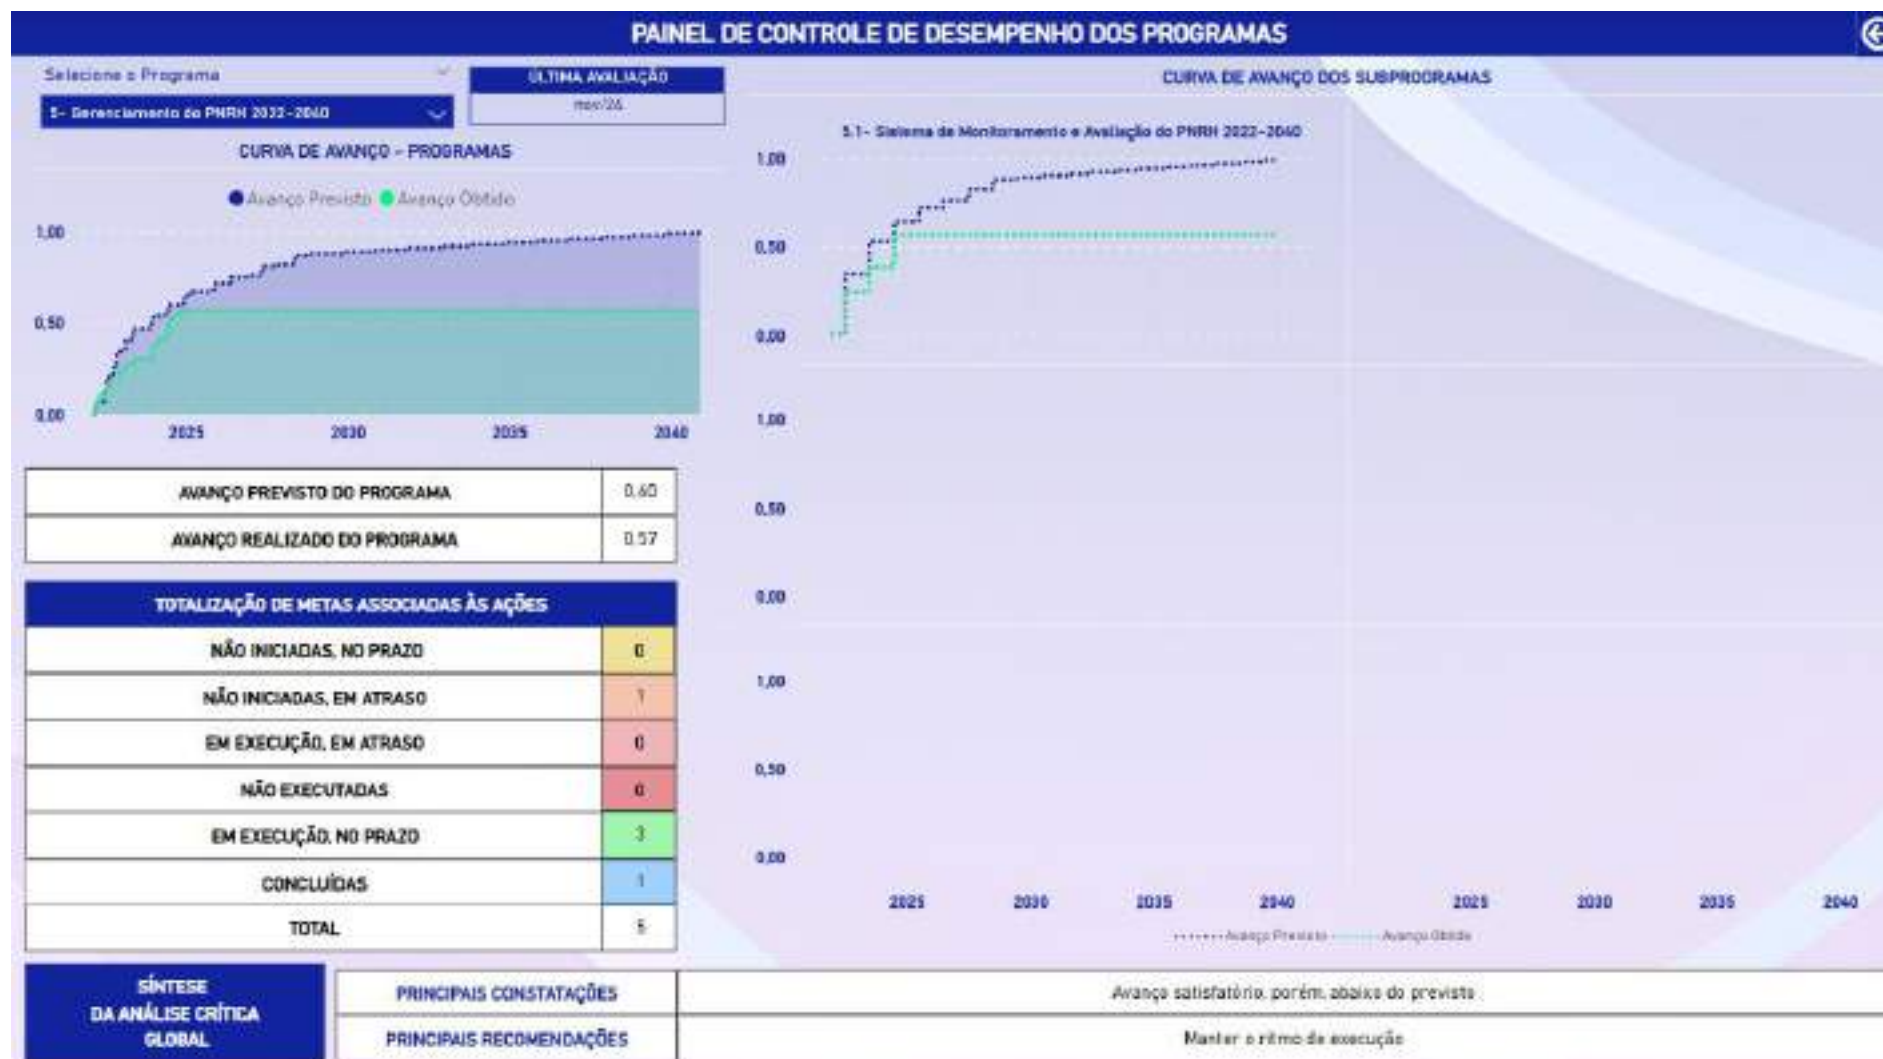 PAINEL DE CONTROLE DE DESEMPENHO DOS PROGRAMAS
Selecione o Programa
5- Gerenciamento do PNRH 2022-2040
ÚLTIMA AVALIAÇÃO
CURVA DE AVANÇO - PROGRAMAS
Avanço Previsto Avanço Obtido
1,00
0,50
0,00
2025 2030 2035 2040
AVANÇO PREVISTO DO PROGRAMA 0,60
AVANÇO REALIZADO DO PROGRAMA 0,57
TOTALIZAÇÃO DE METAS ASSOCIADAS ÀS AÇÕES
NÃO INICIADAS, NO PRAZO 0
NÃO INICIADAS, EM ATRASO 1
EM EXECUÇÃO, EM ATRASO 0
NÃO EXECUTADAS 0
EM EXECUÇÃO, NO PRAZO 3
CONCLUÍDAS 1
TOTAL 5
CURVA DE AVANÇO DOS SUBPROGRAMAS
5.1- Sistema de Monitoramento e Avaliação do PNRH 2022-2040
1,00
0,50
0,00
1,00
0,50
0,00
1,00
0,50
0,00
2025 2030 2035 2040 2025 2030 2035 2040
Avanço Previsto Avanço Obtido
SÍNTESE
DA ANÁLISE CRÍTICA
GLOBAL
PRINCIPAIS CONSTATAÇÕES Avanço satisfatório, porém, abaixo do previsto
PRINCIPAIS RECOMENDAÇÕES Manter o ritmo de execução